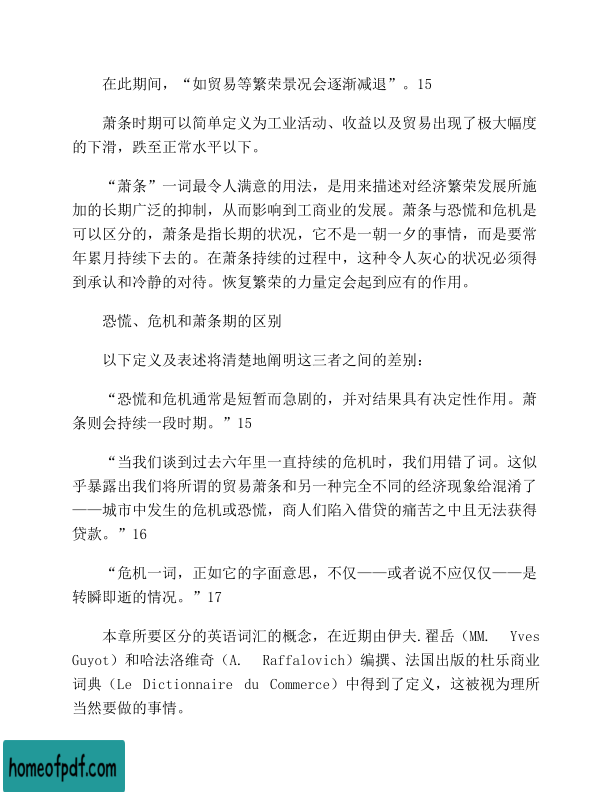 在此期间，“如贸易等繁荣景况会逐渐减退”。15
萧条时期可以简单定义为工业活动、收益以及贸易出现了极大幅度
的下滑，跌至正常水平以下。
“萧条”一词最令人满意的用法，是用来描述对经济繁荣发展所施
加的长期广泛的抑制，从而影响到工商业的发展。萧条与恐慌和危机是
可以区分的，萧条是指长期的状况，它不是一朝一夕的事情，而是要常
年累月持续下去的。在萧条持续的过程中，这种令人灰心的状况必须得
到承认和冷静的对待。恢复繁荣的力量定会起到应有的作用。
恐慌、危机和萧条期的区别
以下定义及表述将清楚地阐明这三者之间的差别：
“恐慌和危机通常是短暂而急剧的，并对结果具有决定性作用。萧
条则会持续一段时期。”15
“当我们谈到过去六年里一直持续的危机时，我们用错了词。这似
乎暴露出我们将所谓的贸易萧条和另一种完全不同的经济现象给混淆了
——城市中发生的危机或恐慌，商人们陷入借贷的痛苦之中且无法获得
贷款。”16
“危机一词，正如它的字面意思，不仅——或者说不应仅仅——是
转瞬即逝的情况。”17
本章所要区分的英语词汇的概念，在近期由伊夫.翟岳（MM. Yves
Guyot）和哈法洛维奇（A. Raffalovich）编撰、法国出版的杜乐商业
词典（Le Dictionnaire du Commerce）中得到了定义，这被视为理所
当然要做的事情。
homeofpdf.com